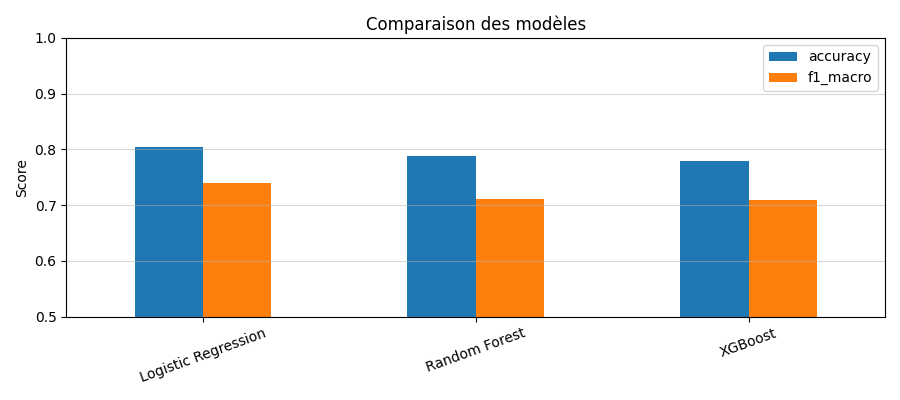 Comparaison des modèles
accuracy
f1_macro
Score
1.0
0.9
0.8
0.7
0.6
0.5
Logistic Regression
Random Forest
XGBoost